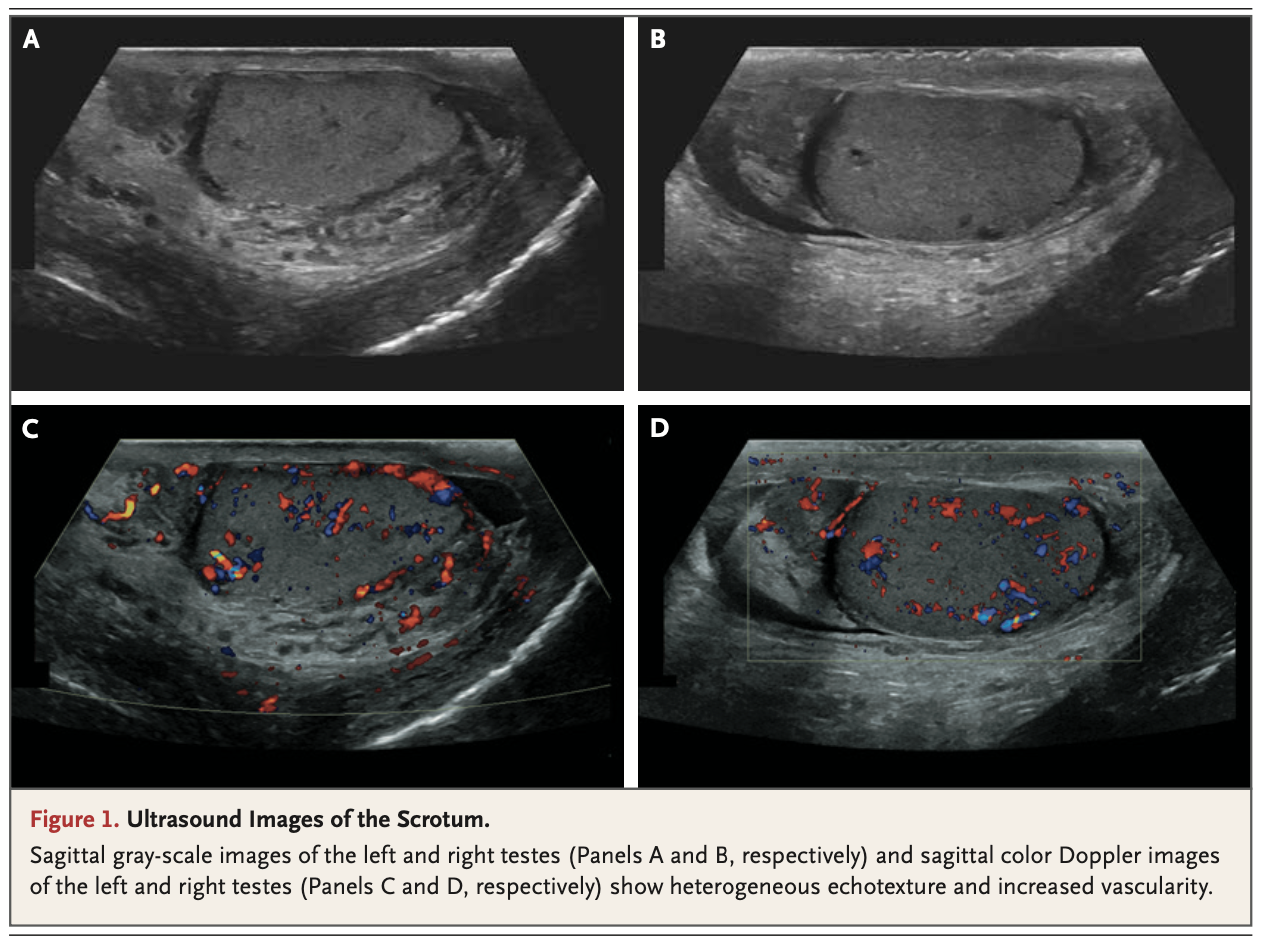 A
B
C
D
Figure 1. Ultrasound Images of the Scrotum.
Sagittal gray-scale images of the left and right testes (Panels A and B, respectively) and sagittal color Doppler images
of the left and right testes (Panels C and D, respectively) show heterogeneous echotexture and increased vascularity.